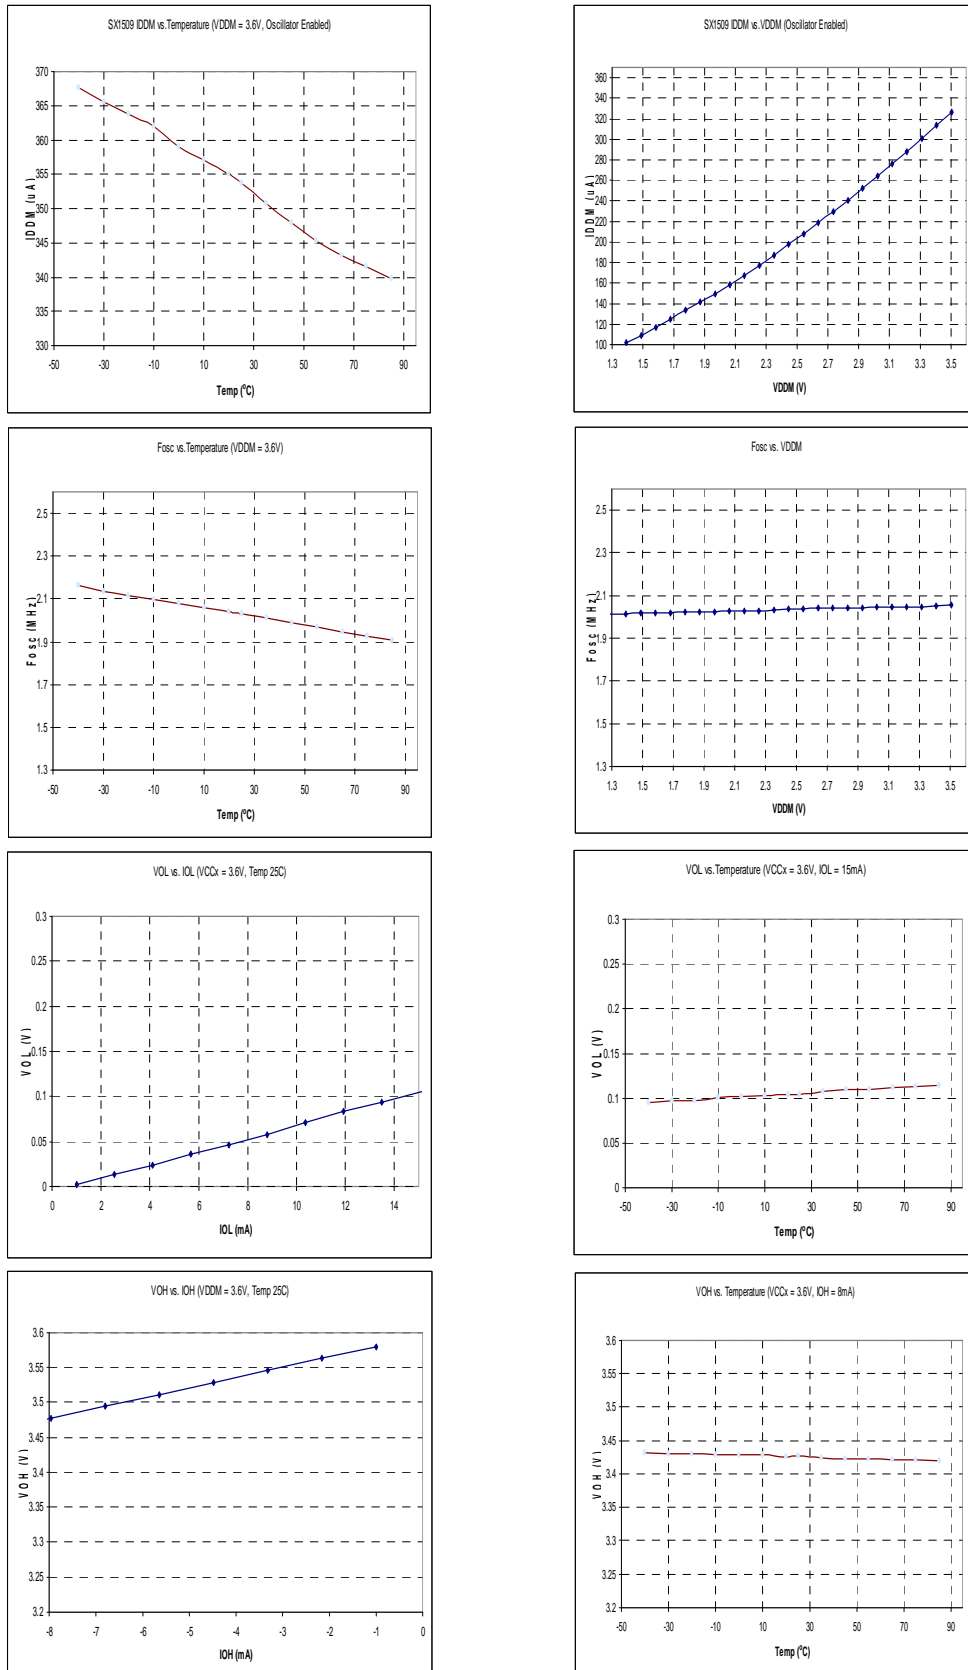 SX1509 IDDM vs.Temperature (VDDM = 3.6V, Oscillator Enabled)
370
365
360
355
350
345
340
335
330
IDDM (uA)
-50 -30 -10 10 30 50 70 90
Temp (°C)
SX1509 IDDM vs.VDDM (Oscillator Enabled)
360
340
320
300
280
260
240
220
200
180
160
140
120
100
IDDM (uA)
1.3 1.5 1.7 1.9 2.1 2.3 2.5 2.7 2.9 3.1 3.3 3.5
VDDM (V)
Fosc vs.Temperature (VDDM = 3.6V)
2.5
2.3
2.1
1.9
1.7
1.5
1.3
Fosc (MHz)
-50 -30 -10 10 30 50 70 90
Temp (°C)
Fosc vs. VDDM
2.5
2.3
2.1
1.9
1.7
1.5
1.3
Fosc (MHz)
1.3 1.5 1.7 1.9 2.1 2.3 2.5 2.7 2.9 3.1 3.3 3.5
VDDM (V)
VOL vs. IOL (VCCx = 3.6V, Temp 25C)
0.3
0.25
0.2
0.15
0.1
0.05
0
VOL (V)
0 2 4 6 8 10 12 14
IOL (mA)
VOL vs.Temperature (VCCx = 3.6V, IOL = 15mA)
0.3
0.25
0.2
0.15
0.1
0.05
0
VOL (V)
-50 -30 -10 10 30 50 70 90
Temp (°C)
VOH vs. IOH (VDDM = 3.6V, Temp 25C)
3.6
3.55
3.5
3.45
3.4
3.35
3.3
3.25
3.2
VOH (V)
-8 -7 -6 -5 -4 -3 -2 -1 0
IOH (mA)
VOH vs. Temperature (VCCx = 3.6V, IOH = 8mA)
3.6
3.55
3.5
3.45
3.4
3.35
3.3
3.25
3.2
VOH (V)
-50 -30 -10 10 30 50 70 90
Temp (°C)